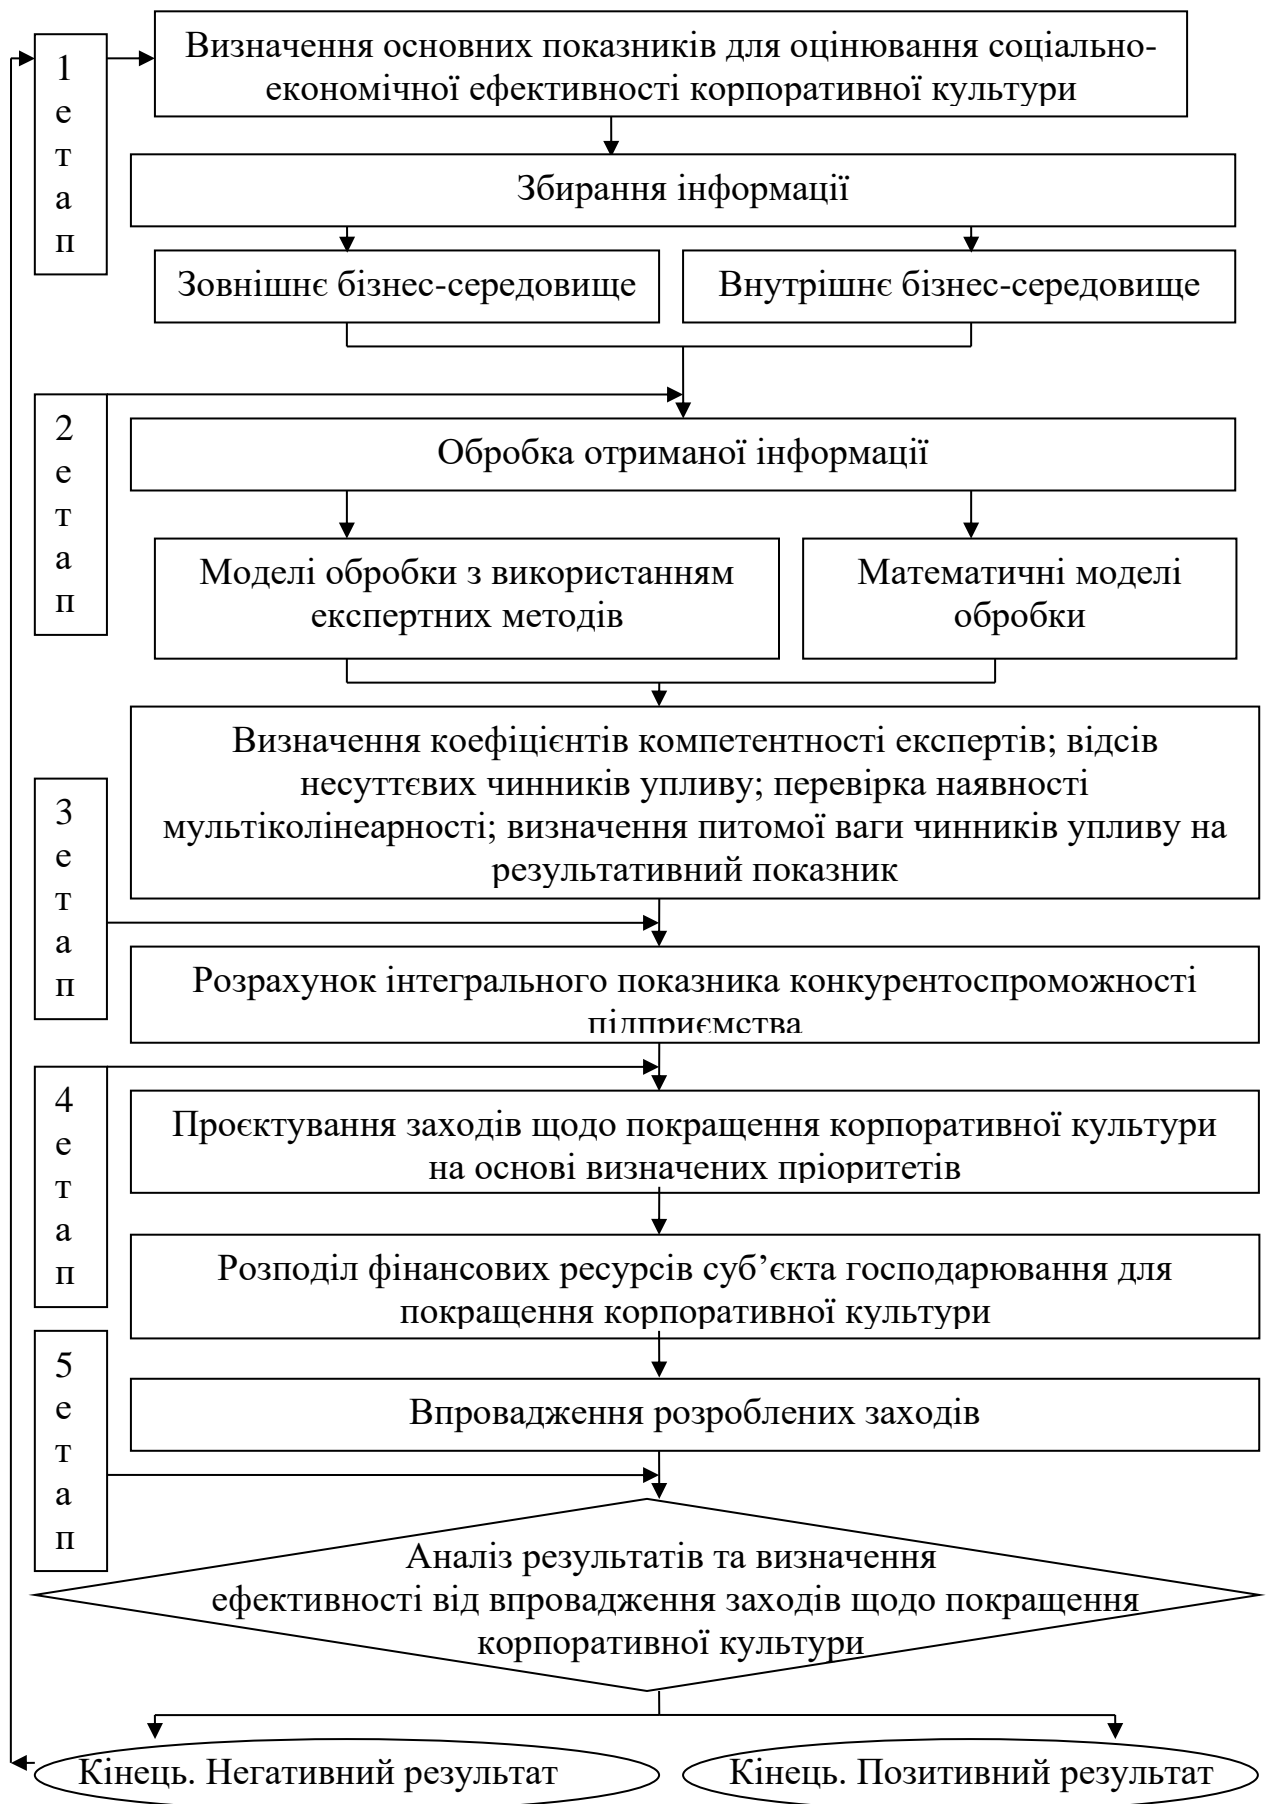 1
е
т
а
п
Визначення основних показників для оцінювання соціально-
економічної ефективності корпоративної культури
Збирання інформації
Зовнішнє бізнес-середовище
Внутрішнє бізнес-середовище
2
е
т
а
п
Обробка отриманої інформації
Моделі обробки з використанням
експертних методів
Математичні моделі
обробки
Визначення коефіцієнтів компетентності експертів; відсів
несуттєвих чинників упливу; перевірка наявності
мультіколінеарності; визначення питомої ваги чинників упливу на
результативний показник
3
е
т
а
п
Розрахунок інтегрального показника конкурентоспроможності
підприємства
4
е
т
а
п
Проєктування заходів щодо покращення корпоративної культури
на основі визначених пріоритетів
Розподіл фінансових ресурсів суб’єкта господарювання для
покращення корпоративної культури
5
е
т
а
п
Впровадження розроблених заходів
Аналіз результатів та визначення
ефективності від впровадження заходів щодо покращення
корпоративної культури
Кінець. Негативний результат
Кінець. Позитивний результат